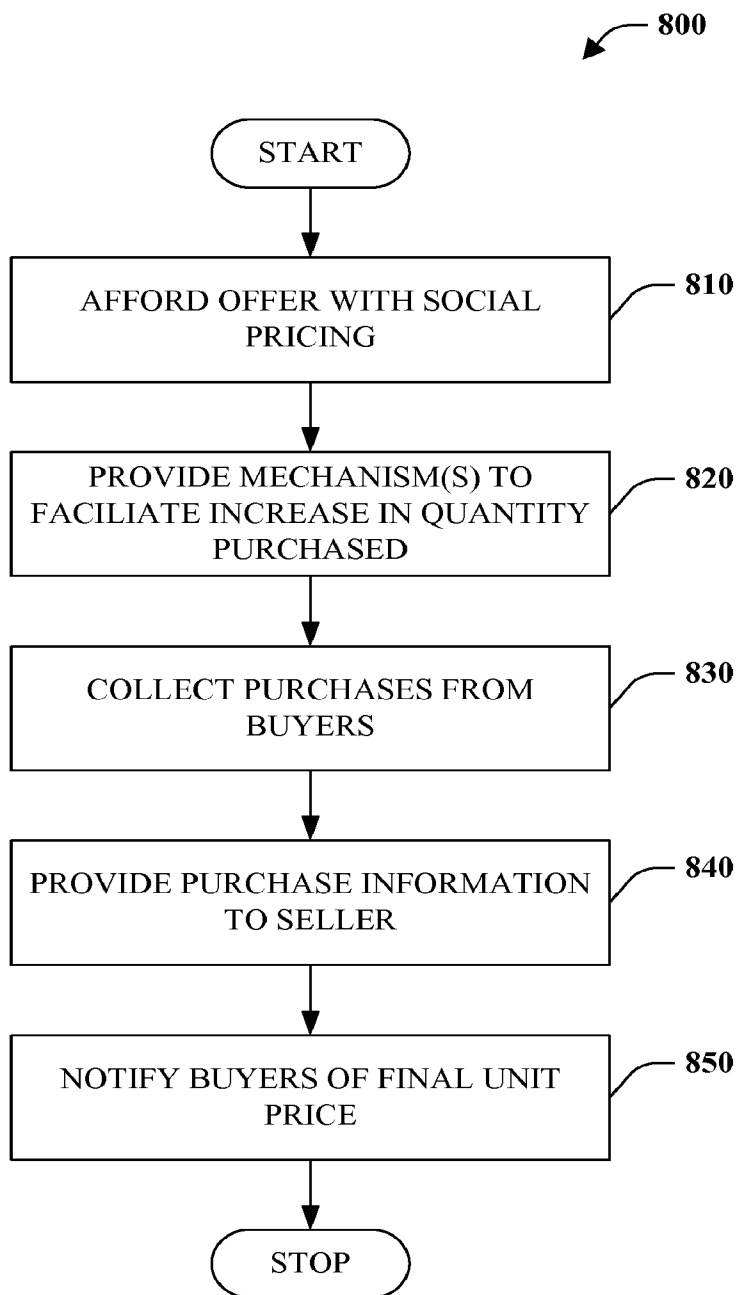 800
START
AFFORD OFFER WITH SOCIAL
PRICING
810
PROVIDE MECHANISM(S) TO
FACILIATE INCREASE IN QUANTITY
PURCHASED
820
COLLECT PURCHASES FROM
BUYERS
830
PROVIDE PURCHASE INFORMATION
TO SELLER
840
NOTIFY BUYERS OF FINAL UNIT
PRICE
850
STOP